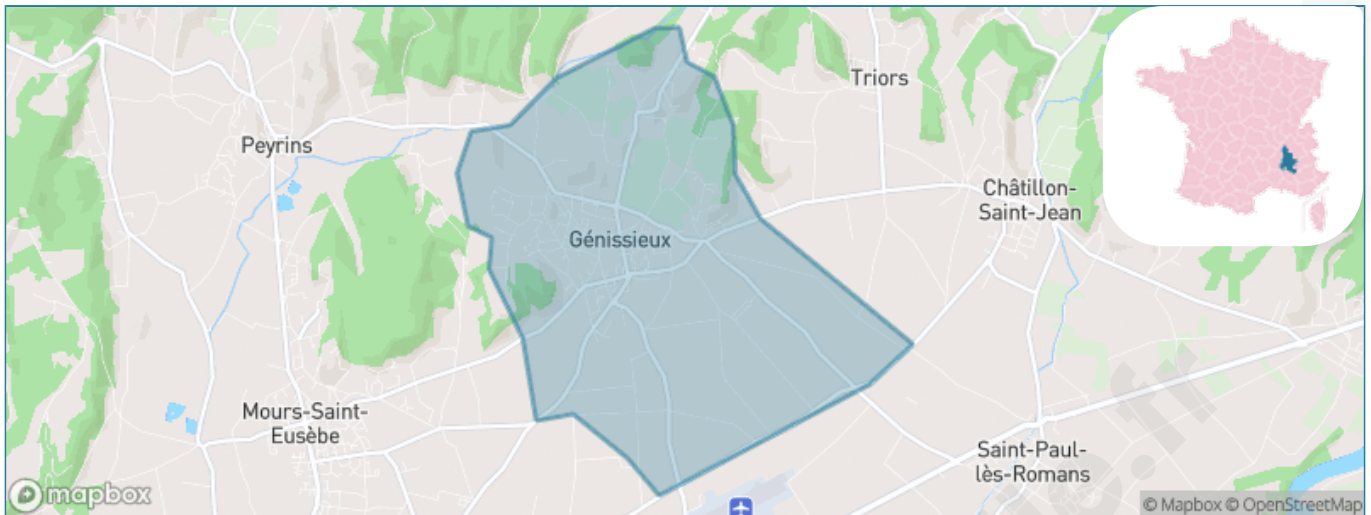 Triors
Peyrins
Châtillon-
Saint-Jean
Génissieux
Mours-Saint-
Eusèbe
Saint-Paul-
lès-Romans
mapbox
© Mapbox © OpenStreetMap